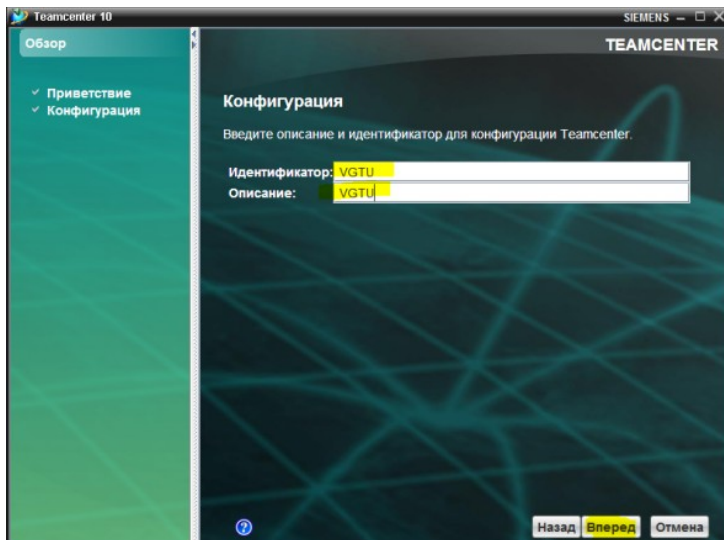 Teamcenter 10
SIEMENS
Обзор
TEAMCENTER
Приветствие
Конфигурация
Конфигурация
Введите описание и идентификатор для конфигурации Teamcenter.
Идентификатор: VGTU
Описание: VGTU
Назад Вперед Отмена